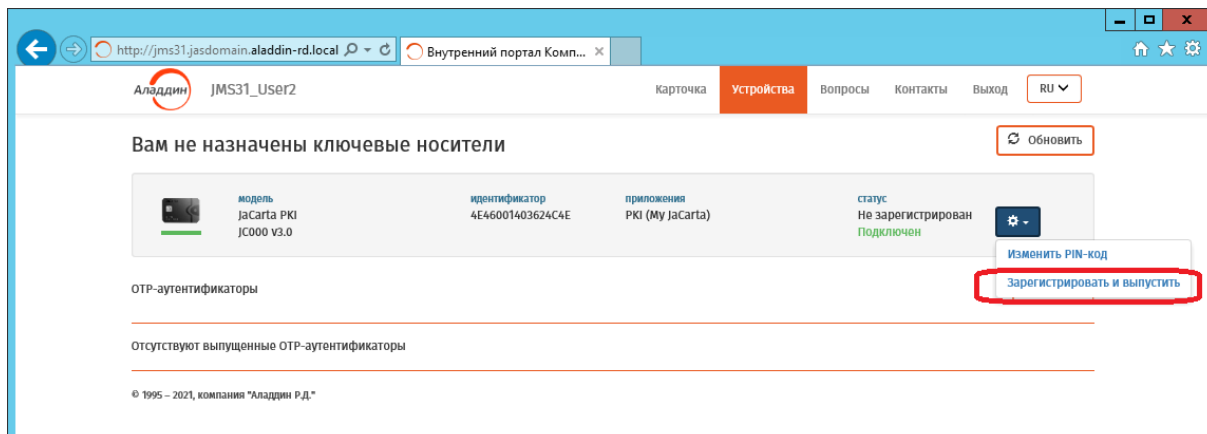 http://jms31.jasdomain.aladdin-rd.local
Внутренний портал Комп...
Аладдин
JMS31_User2
Карточка
Устройства
Вопросы
Контакты
Выход
RU
Вам не назначены ключевые носители
Обновить
модель
JaCarta PKI
JC000 v3.0
идентификатор
4E46001403624C4E
приложения
PKI (My JaCarta)
статус
Не зарегистрирован
Подключен
Изменить PIN-код
Зарегистрировать и выпустить
OTP-аутентификаторы
Отсутствуют выпущенные OTP-аутентификаторы
© 1995 – 2021, компания "Аладдин Р.Д."